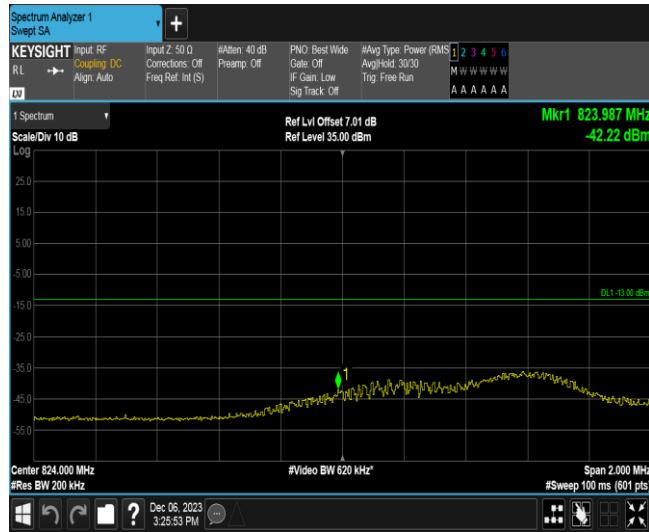 Spectrum Analyzer 1
Swept SA
+
KEYSIGHT
RL
LXI
Input: RF
Coupling: DC
Align: Auto
Input Z: 50 Ω
Corrections: Off
Freq Ref: Int (S)
#Atten: 40 dB
Preamp: Off
PNO: Best Wide
Gate: Off
IF Gain: Low
Sig Track: Off
#Avg Type: Power (RMS
Avg|Hold: 30/30
Trig: Free Run
1 2 3 4 5 6
M W W W W W
A A A A A A
1 Spectrum
Scale/Div 10 dB
Ref Lvl Offset 7.01 dB
Ref Level 35.00 dBm
Mkr1 823.987 MHz
-42.22 dBm
Log
25.0
15.0
5.00
-5.00
DL1 -13.00 dBm
-15.0
-25.0
-35.0
1
-45.0
-55.0
Center 824.000 MHz
#Video BW 620 kHz*
Span 2.000 MHz
#Res BW 200 kHz
#Sweep 100 ms (601 pts)
?
Dec 06, 2023
3:25:53 PM